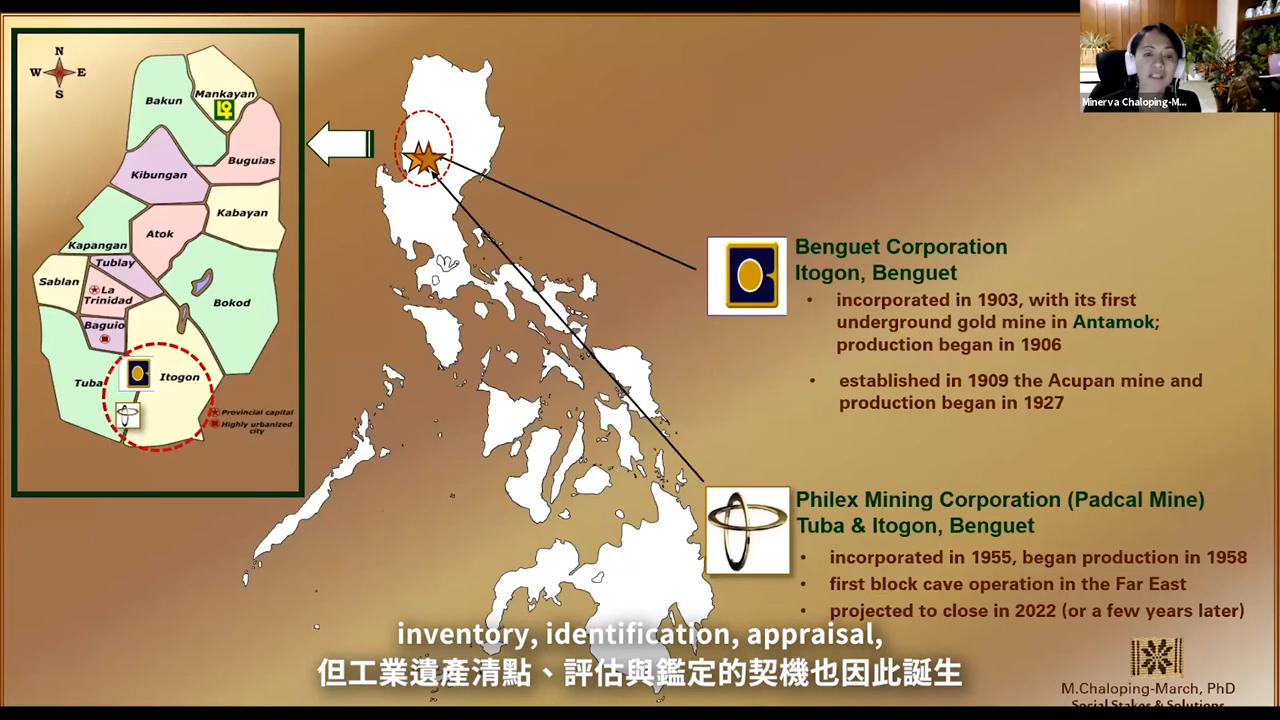 N
W E
S
Bakun
Mankayan
Buguias
Kibungan
Kabayan
Atok
Kapangan
Tublay
Sablan
La
Trinidad
Bokod
Baguio
Tuba
Itogon
Provincial capital
Highly urbanized
city
Minerva Chaloping-M...
Benguet Corporation
Itogon, Benguet
• incorporated in 1903, with its first
underground gold mine in Antamok;
production began in 1906
• established in 1909 the Acupan mine and
production began in 1927
Philex Mining Corporation (Padcal Mine)
Tuba & Itogon, Benguet
• incorporated in 1955, began production in 1958
• first block cave operation in the Far East
• projected to close in 2022 (or a few years later)
inventory, identification, appraisal,
但工業遺產清點、評估與鑑定的契機也因此誕生
M.Chaloping-March, PhD
Social Stakes & Solutions